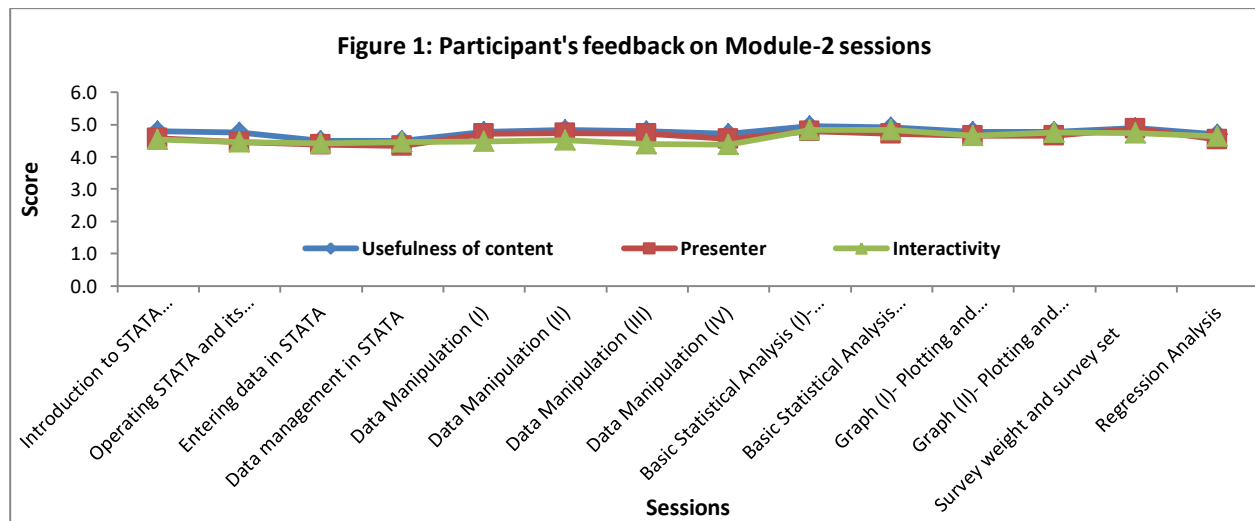 Figure 1: Participant's feedback on Module-2 sessions
6.0
5.0
4.0
3.0
2.0
1.0
0.0
Score
Usefulness of content Presenter Interactivity
Introduction to STATA...
Operating STATA and its...
Entering data in STATA
Data management in STATA
Data Manipulation (I)
Data Manipulation (II)
Data Manipulation (III)
Data Manipulation (IV)
Basic Statistical Analysis (I)-...
Basic Statistical Analysis...
Graph (I)- Plotting and...
Graph (II)- Plotting and...
Survey weight and survey set
Regression Analysis
Sessions